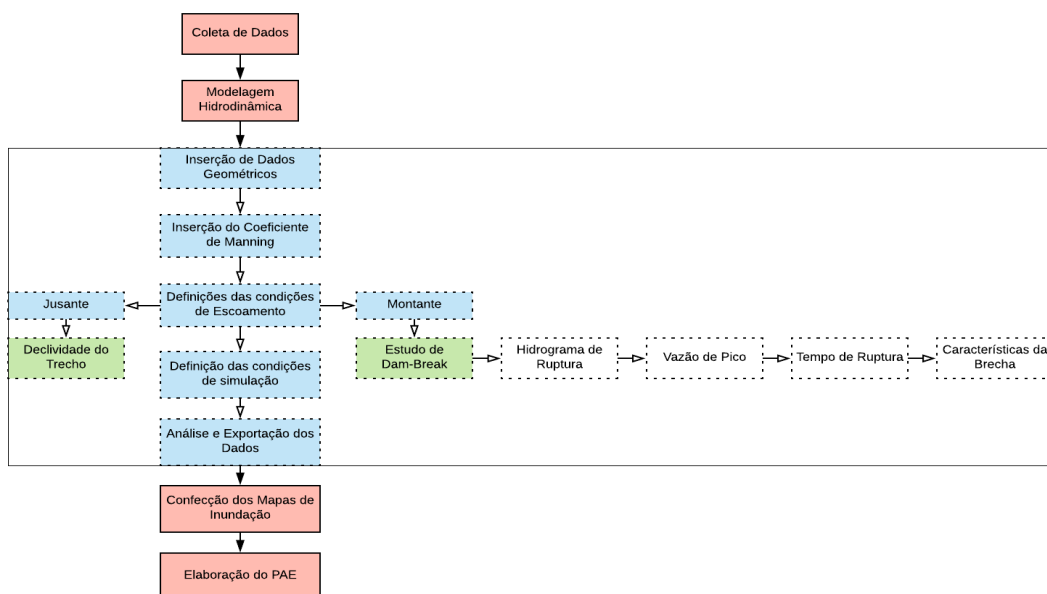 Coleta de Dados
Modelagem
Hidrodinâmica
Inserção de Dados
Geométricos
Inserção do Coeficiente
de Manning
Jusante
Definições das condições
de Escoamento
Montante
Declividade do
Trecho
Estudo de
Dam-Break
Hidrograma de
Ruptura
Vazão de Pico
Tempo de Ruptura
Características da
Brecha
Definição das condições
de simulação
Análise e Exportação dos
Dados
Confecção dos Mapas de
Inundação
Elaboração do PAE